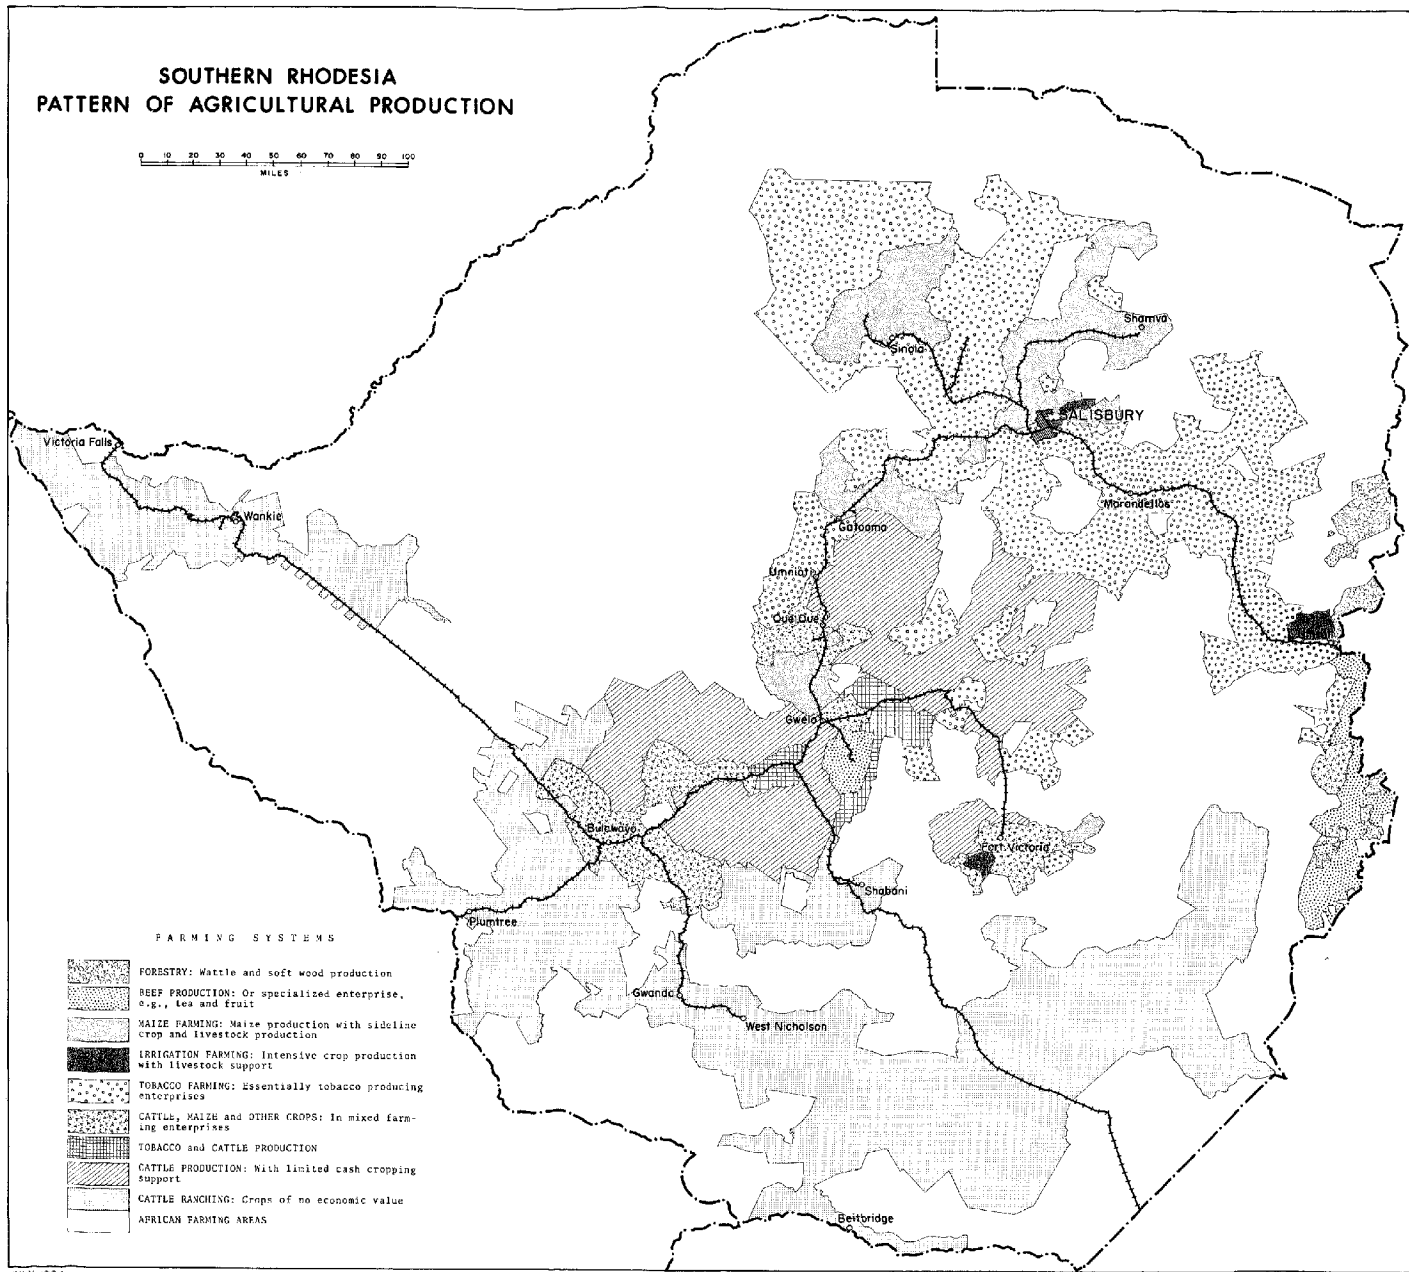 SOUTHERN RHODESIA
PATTERN OF AGRICULTURAL PRODUCTION
0 10 20 30 40 50 60 70 80 90 100
MILES
Shamva
Sinoia
SALISBURY
Victoria Falls
Wankie
Marandellas
Gatooma
Umniati
Que Que
Gwelo
Bulawayo
Fort Victoria
Shabani
Plumtree
Gwanda
West Nicholson
Beitbridge
FARMING SYSTEMS
FORESTRY: Wattle and soft wood production
BEEF PRODUCTION: Or specialized enterprise,
e.g., tea and fruit
MAIZE FARMING: Maize production with sideline
crop and livestock production
IRRIGATION FARMING: Intensive crop production
with livestock support
TOBACCO FARMING: Essentially tobacco producing
enterprises
CATTLE, MAIZE and OTHER CROPS: In mixed farm-
ing enterprises
TOBACCO and CATTLE PRODUCTION
CATTLE PRODUCTION: With limited cash cropping
support
CATTLE RANCHING: Crops of no economic value
AFRICAN FARMING AREAS